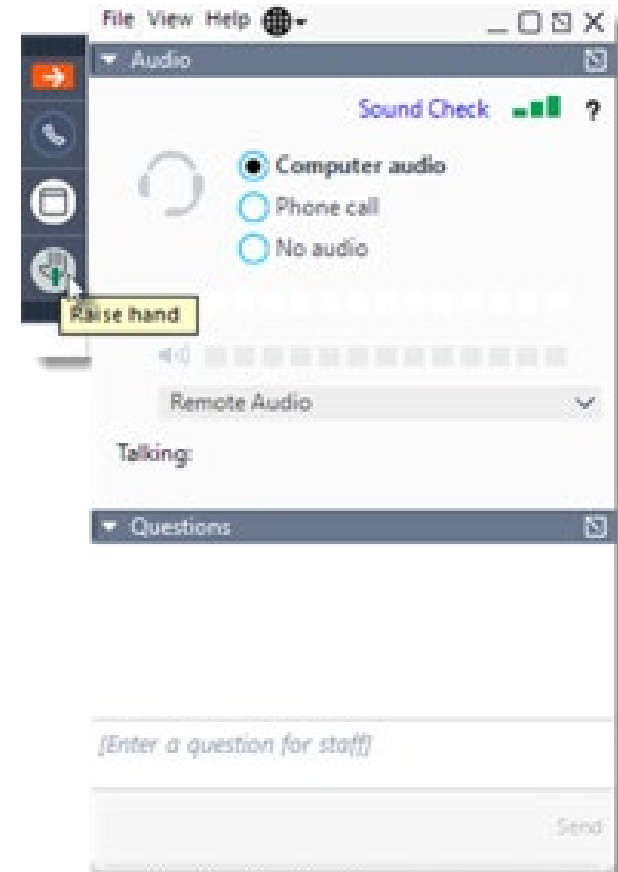 File View Help
Audio
Sound Check ?
Computer audio
Phone call
No audio
Raise hand
Remote Audio
Talking:
Questions
[Enter a question for staff]
Send